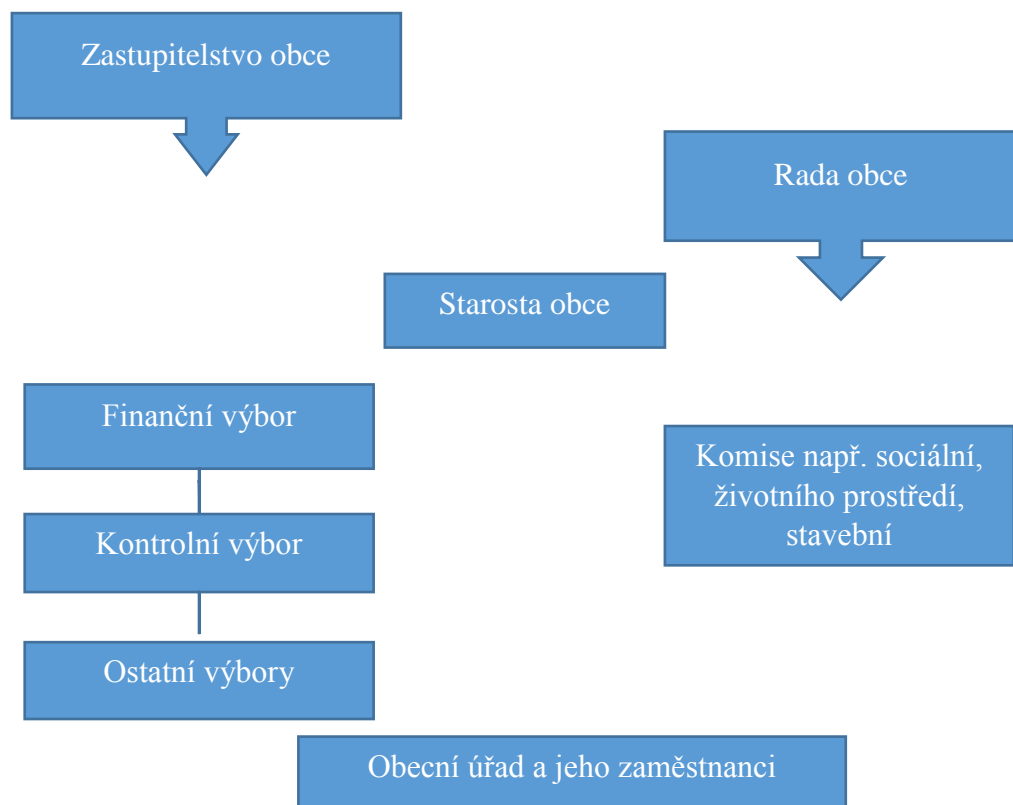 Zastupitelstvo obce
Rada obce
Starosta obce
Finanční výbor
Komise např. sociální,
životního prostředí,
stavební
Kontrolní výbor
Ostatní výbory
Obecní úřad a jeho zaměstnanci